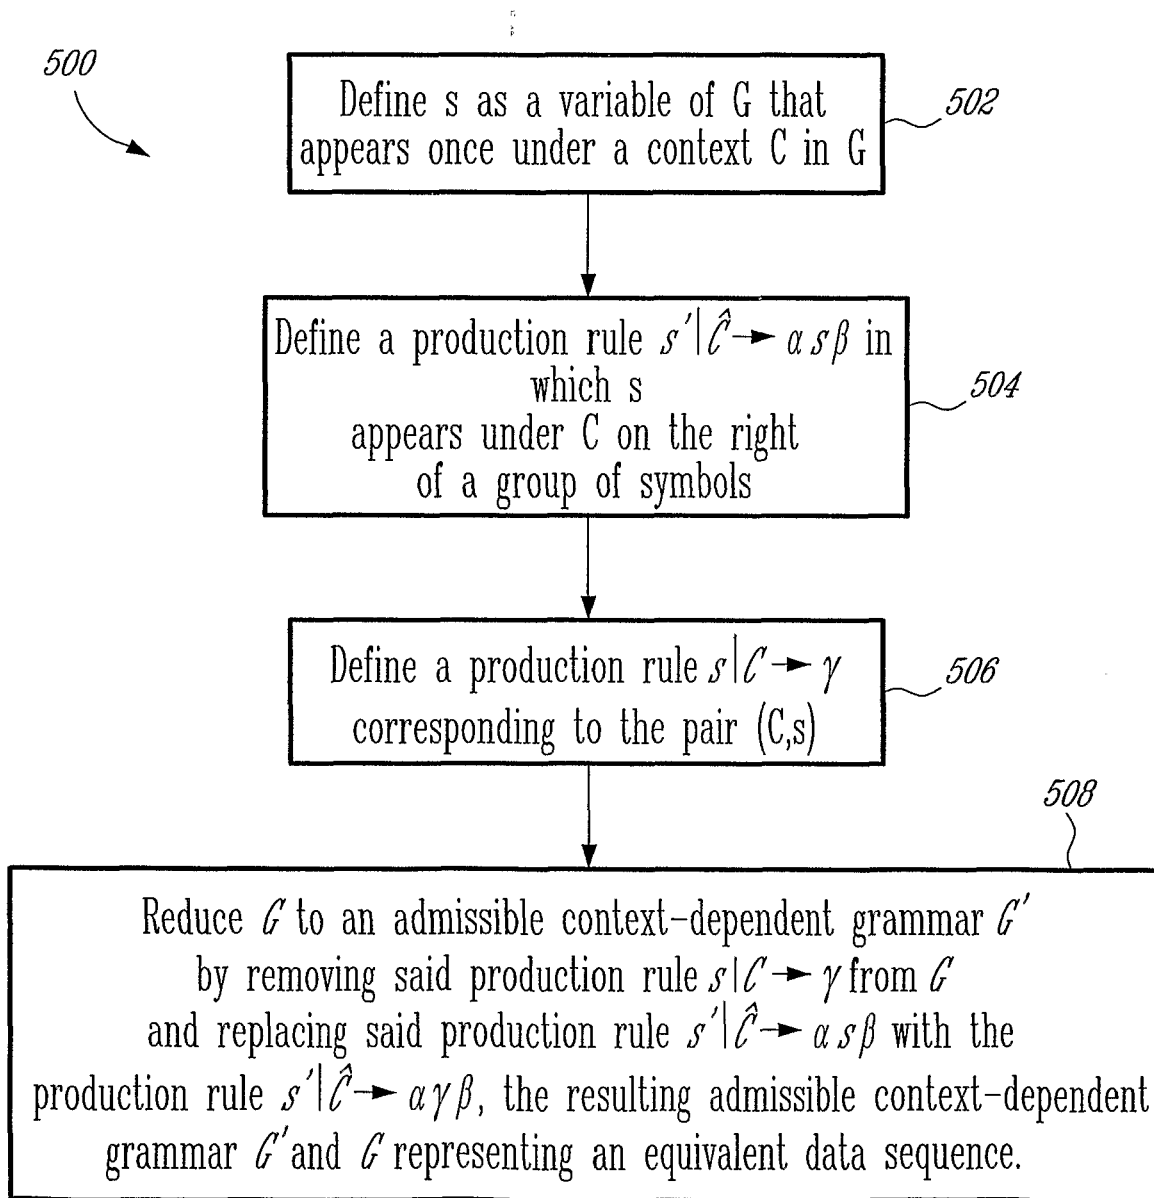 500
Define s as a variable of G that
appears once under a context C in G
502
Define a production rule s'|Ĉ → α s β in
which s
appears under C on the right
of a group of symbols
504
Define a production rule s|C → γ
corresponding to the pair (C,s)
506
508
Reduce G to an admissible context-dependent grammar G'
by removing said production rule s|C → γ from G
and replacing said production rule s'|Ĉ → α s β with the
production rule s'|Ĉ → α γ β, the resulting admissible context-dependent
grammar G' and G representing an equivalent data sequence.